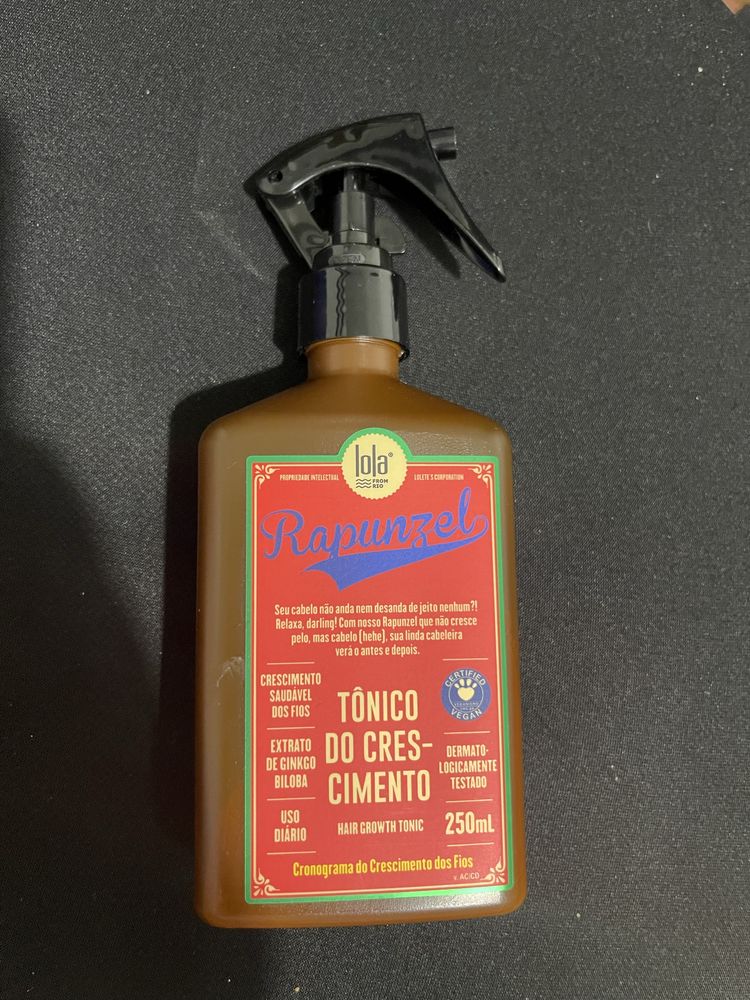 OPEN
lola®
FROM
RIO
PROPRIEDADE INTELECTUAL
LOLETE'S CORPORATION
Rapunzel
Seu cabelo não anda nem desanda de jeito nenhum?!
Relaxa, darling! Com nosso Rapunzel que não cresce
pelo, mas cabelo (hehe), sua linda cabeleira
verá o antes e depois.
CRESCIMENTO
SAUDÁVEL
DOS FIOS
EXTRATO
DE GINKGO
BILOBA
USO
DIÁRIO
TÔNICO
DO CRES-
CIMENTO
HAIR GROWTH TONIC
CERTIFIED
VEGAN
DERMATO-
LOGICAMENTE
TESTADO
250mL
Cronograma do Crescimento dos Fios
v. AC/CD